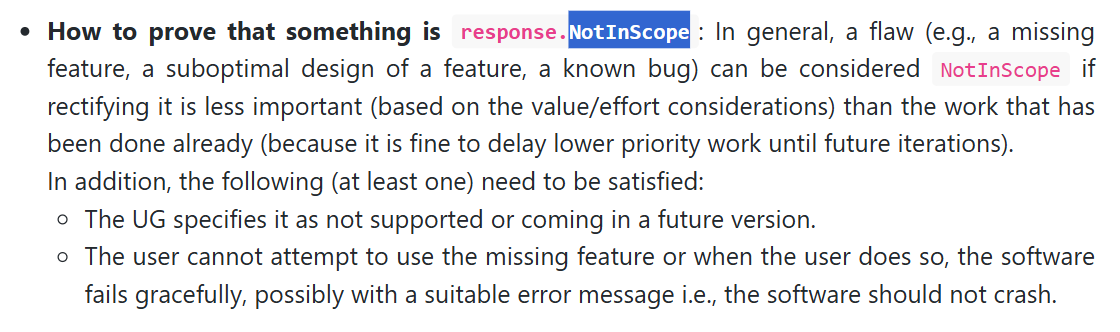 • How to prove that something is response.NotInScope : In general, a flaw (e.g., a missing
feature, a suboptimal design of a feature, a known bug) can be considered NotInScope if
rectifying it is less important (based on the value/effort considerations) than the work that has
been done already (because it is fine to delay lower priority work until future iterations).
In addition, the following (at least one) need to be satisfied:
◦ The UG specifies it as not supported or coming in a future version.
◦ The user cannot attempt to use the missing feature or when the user does so, the software
fails gracefully, possibly with a suitable error message i.e., the software should not crash.